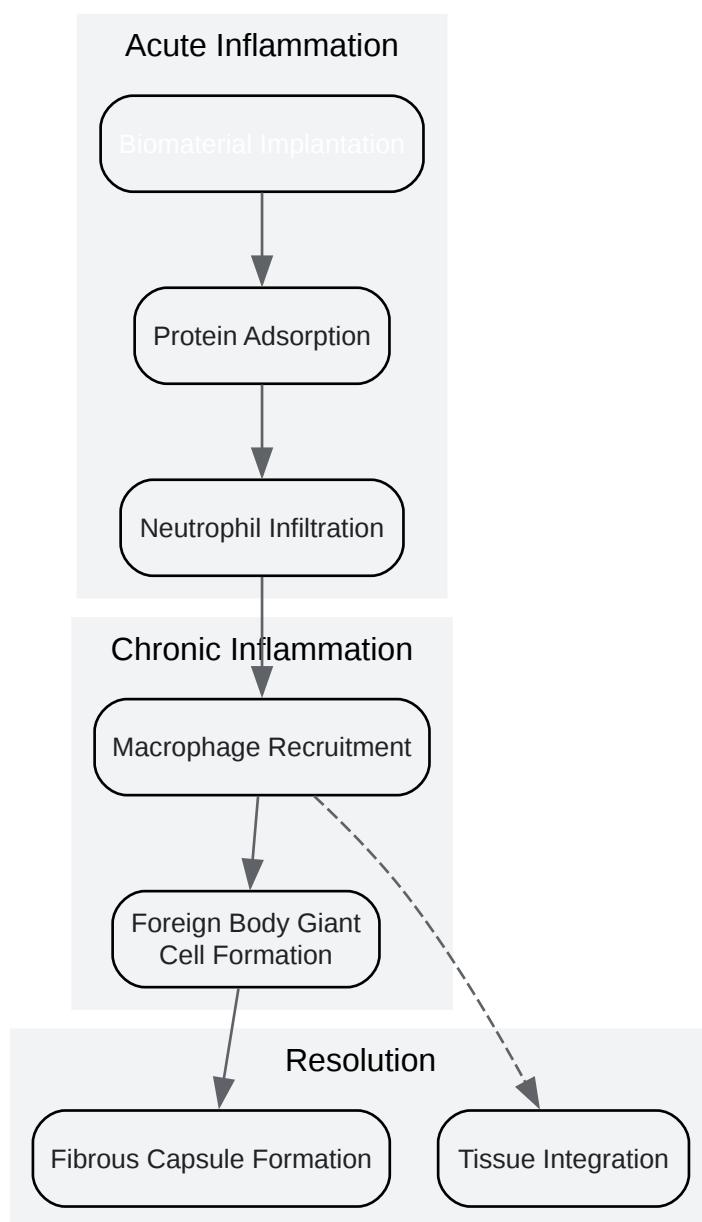 Acute Inflammation
Biomaterial Implantation
Protein Adsorption
Neutrophil Infiltration
Chronic Inflammation
Macrophage Recruitment
Foreign Body Giant
Cell Formation
Resolution
Fibrous Capsule Formation
Tissue Integration